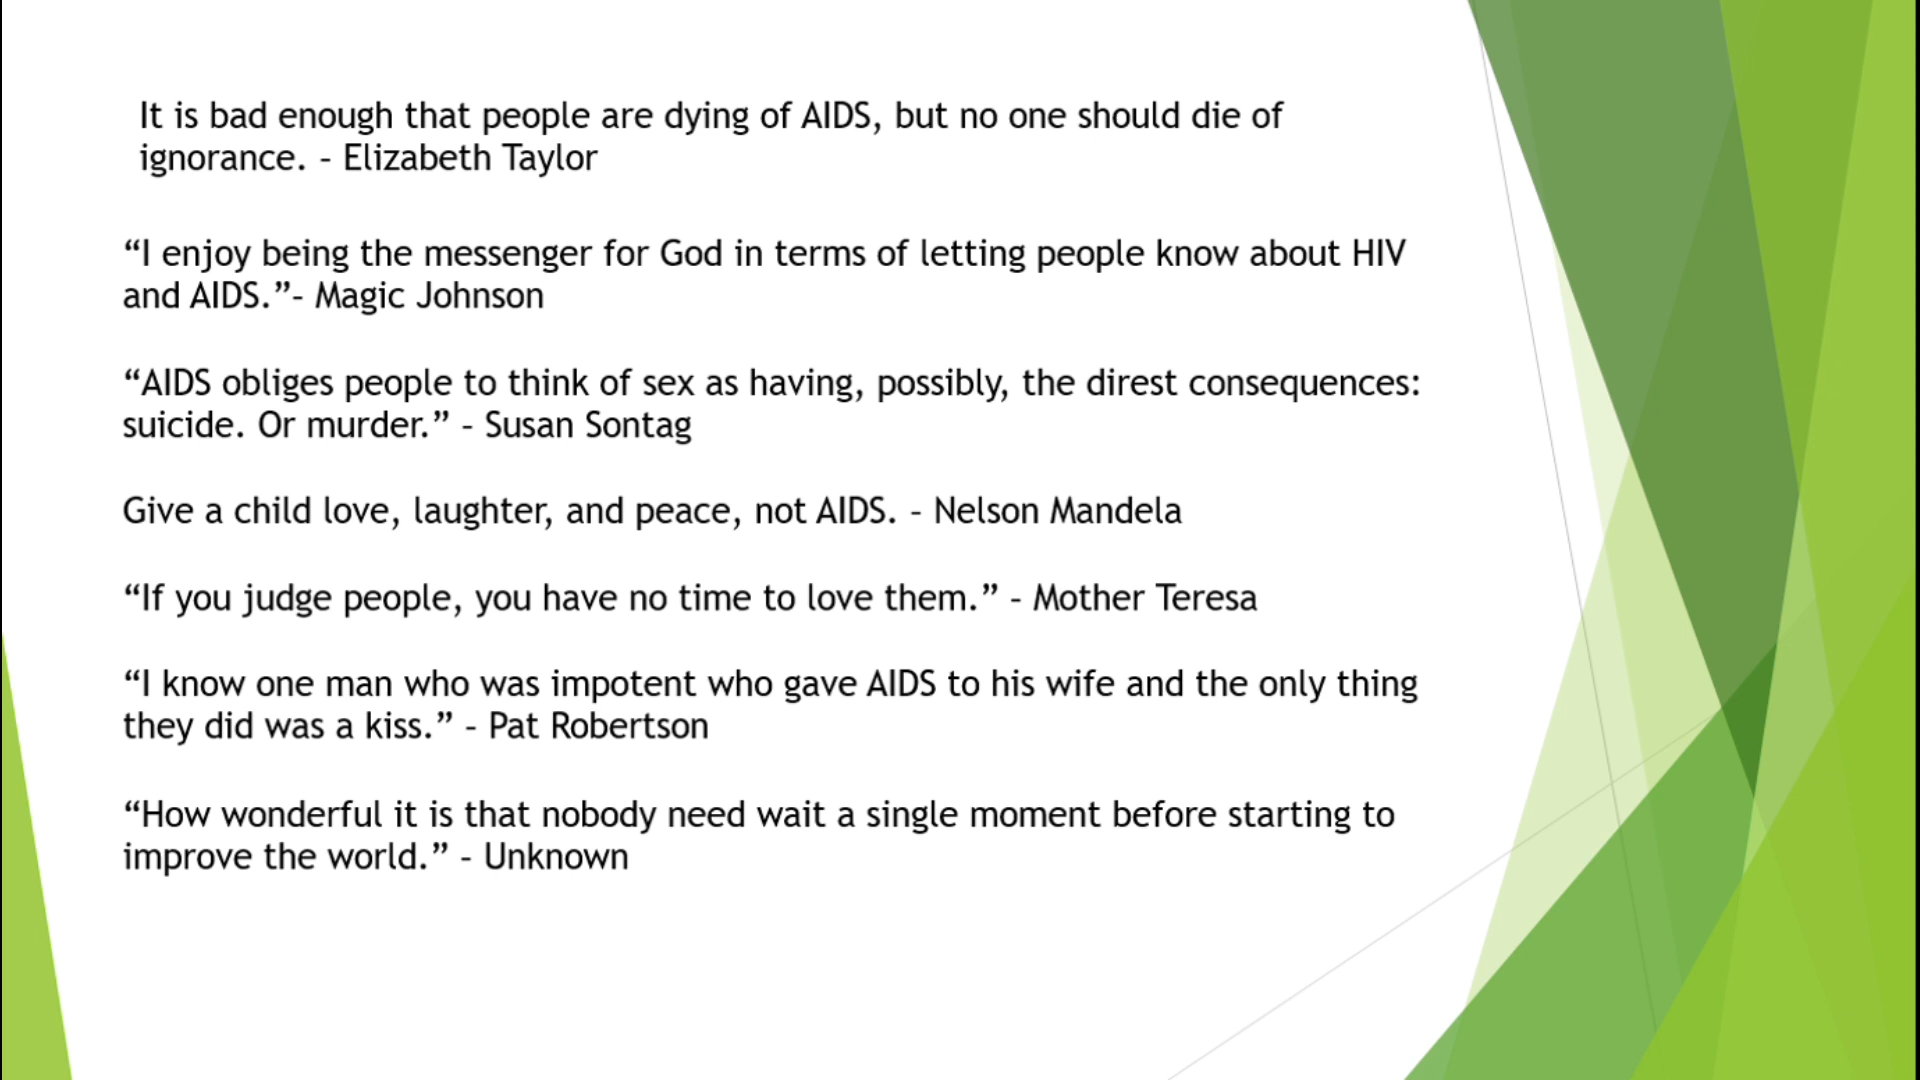 It is bad enough that people are dying of AIDS, but no one should die of
ignorance. – Elizabeth Taylor
“I enjoy being the messenger for God in terms of letting people know about HIV
and AIDS.”– Magic Johnson
“AIDS obliges people to think of sex as having, possibly, the direst consequences:
suicide. Or murder.” – Susan Sontag
Give a child love, laughter, and peace, not AIDS. – Nelson Mandela
“If you judge people, you have no time to love them.” – Mother Teresa
“I know one man who was impotent who gave AIDS to his wife and the only thing
they did was a kiss.” – Pat Robertson
“How wonderful it is that nobody need wait a single moment before starting to
improve the world.” – Unknown